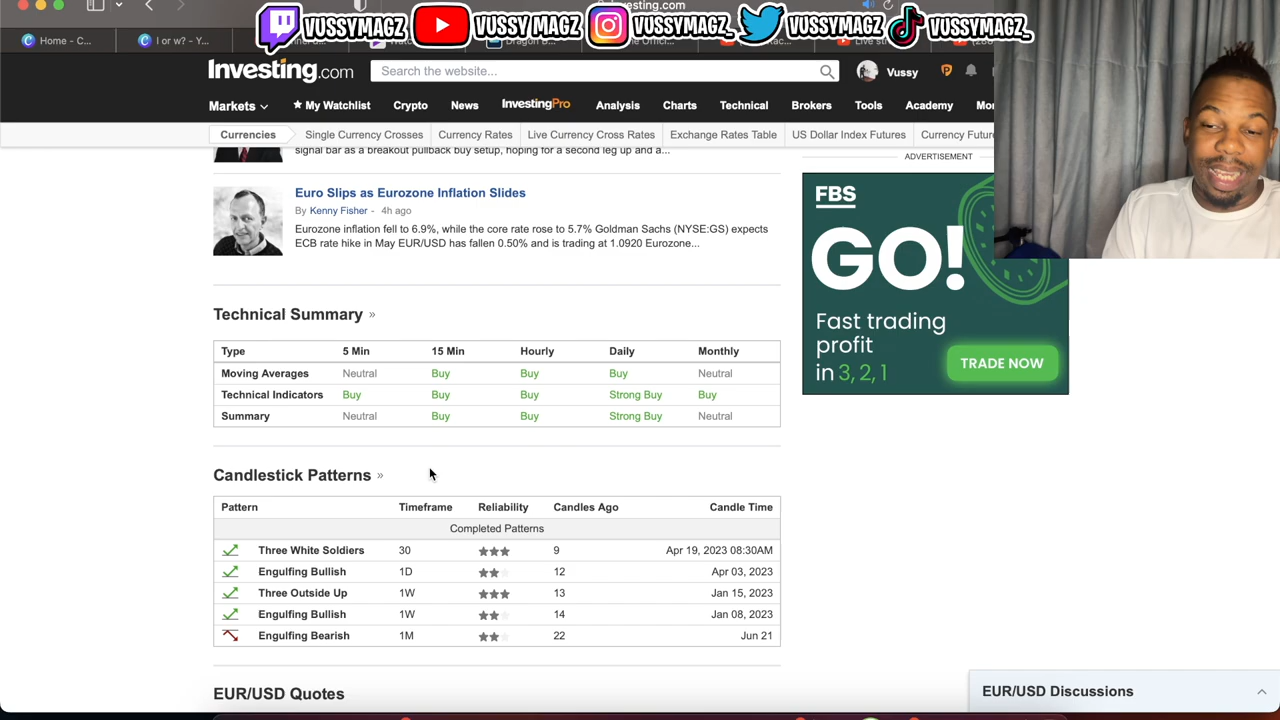 Investing.com
VUSSYMAGZ
VUSSY MAGZ
VUSSYMAGZ_
VUSSYMAGZ
VUSSYMAGZ_
Home - C...
I or w? - Y...
Investing.com
Search the website...
Vussy
Markets
My Watchlist
Crypto
News
InvestingPro
Analysis
Charts
Technical
Brokers
Tools
Academy
Currencies
Single Currency Crosses
Currency Rates
Live Currency Cross Rates
Exchange Rates Table
US Dollar Index Futures
signal bar as a breakout pullback buy setup, hoping for a second leg up and a...
Euro Slips as Eurozone Inflation Slides
By Kenny Fisher - 4h ago
Eurozone inflation fell to 6.9%, while the core rate rose to 5.7% Goldman Sachs (NYSE:GS) expects
ECB rate hike in May EUR/USD has fallen 0.50% and is trading at 1.0920 Eurozone...
ADVERTISEMENT
FBS
GO!
Fast trading
profit
in 3, 2, 1
TRADE NOW
Technical Summary »
Type 5 Min 15 Min Hourly Daily Monthly
Moving Averages Neutral Buy Buy Buy Neutral
Technical Indicators Buy Buy Buy Strong Buy Buy
Summary Neutral Buy Buy Strong Buy Neutral
Candlestick Patterns »
Pattern Timeframe Reliability Candles Ago Candle Time
Completed Patterns
Three White Soldiers 30 9 Apr 19, 2023 08:30AM
Engulfing Bullish 1D 12 Apr 03, 2023
Three Outside Up 1W 13 Jan 15, 2023
Engulfing Bullish 1W 14 Jan 08, 2023
Engulfing Bearish 1M 22 Jun 21
EUR/USD Quotes
EUR/USD Discussions